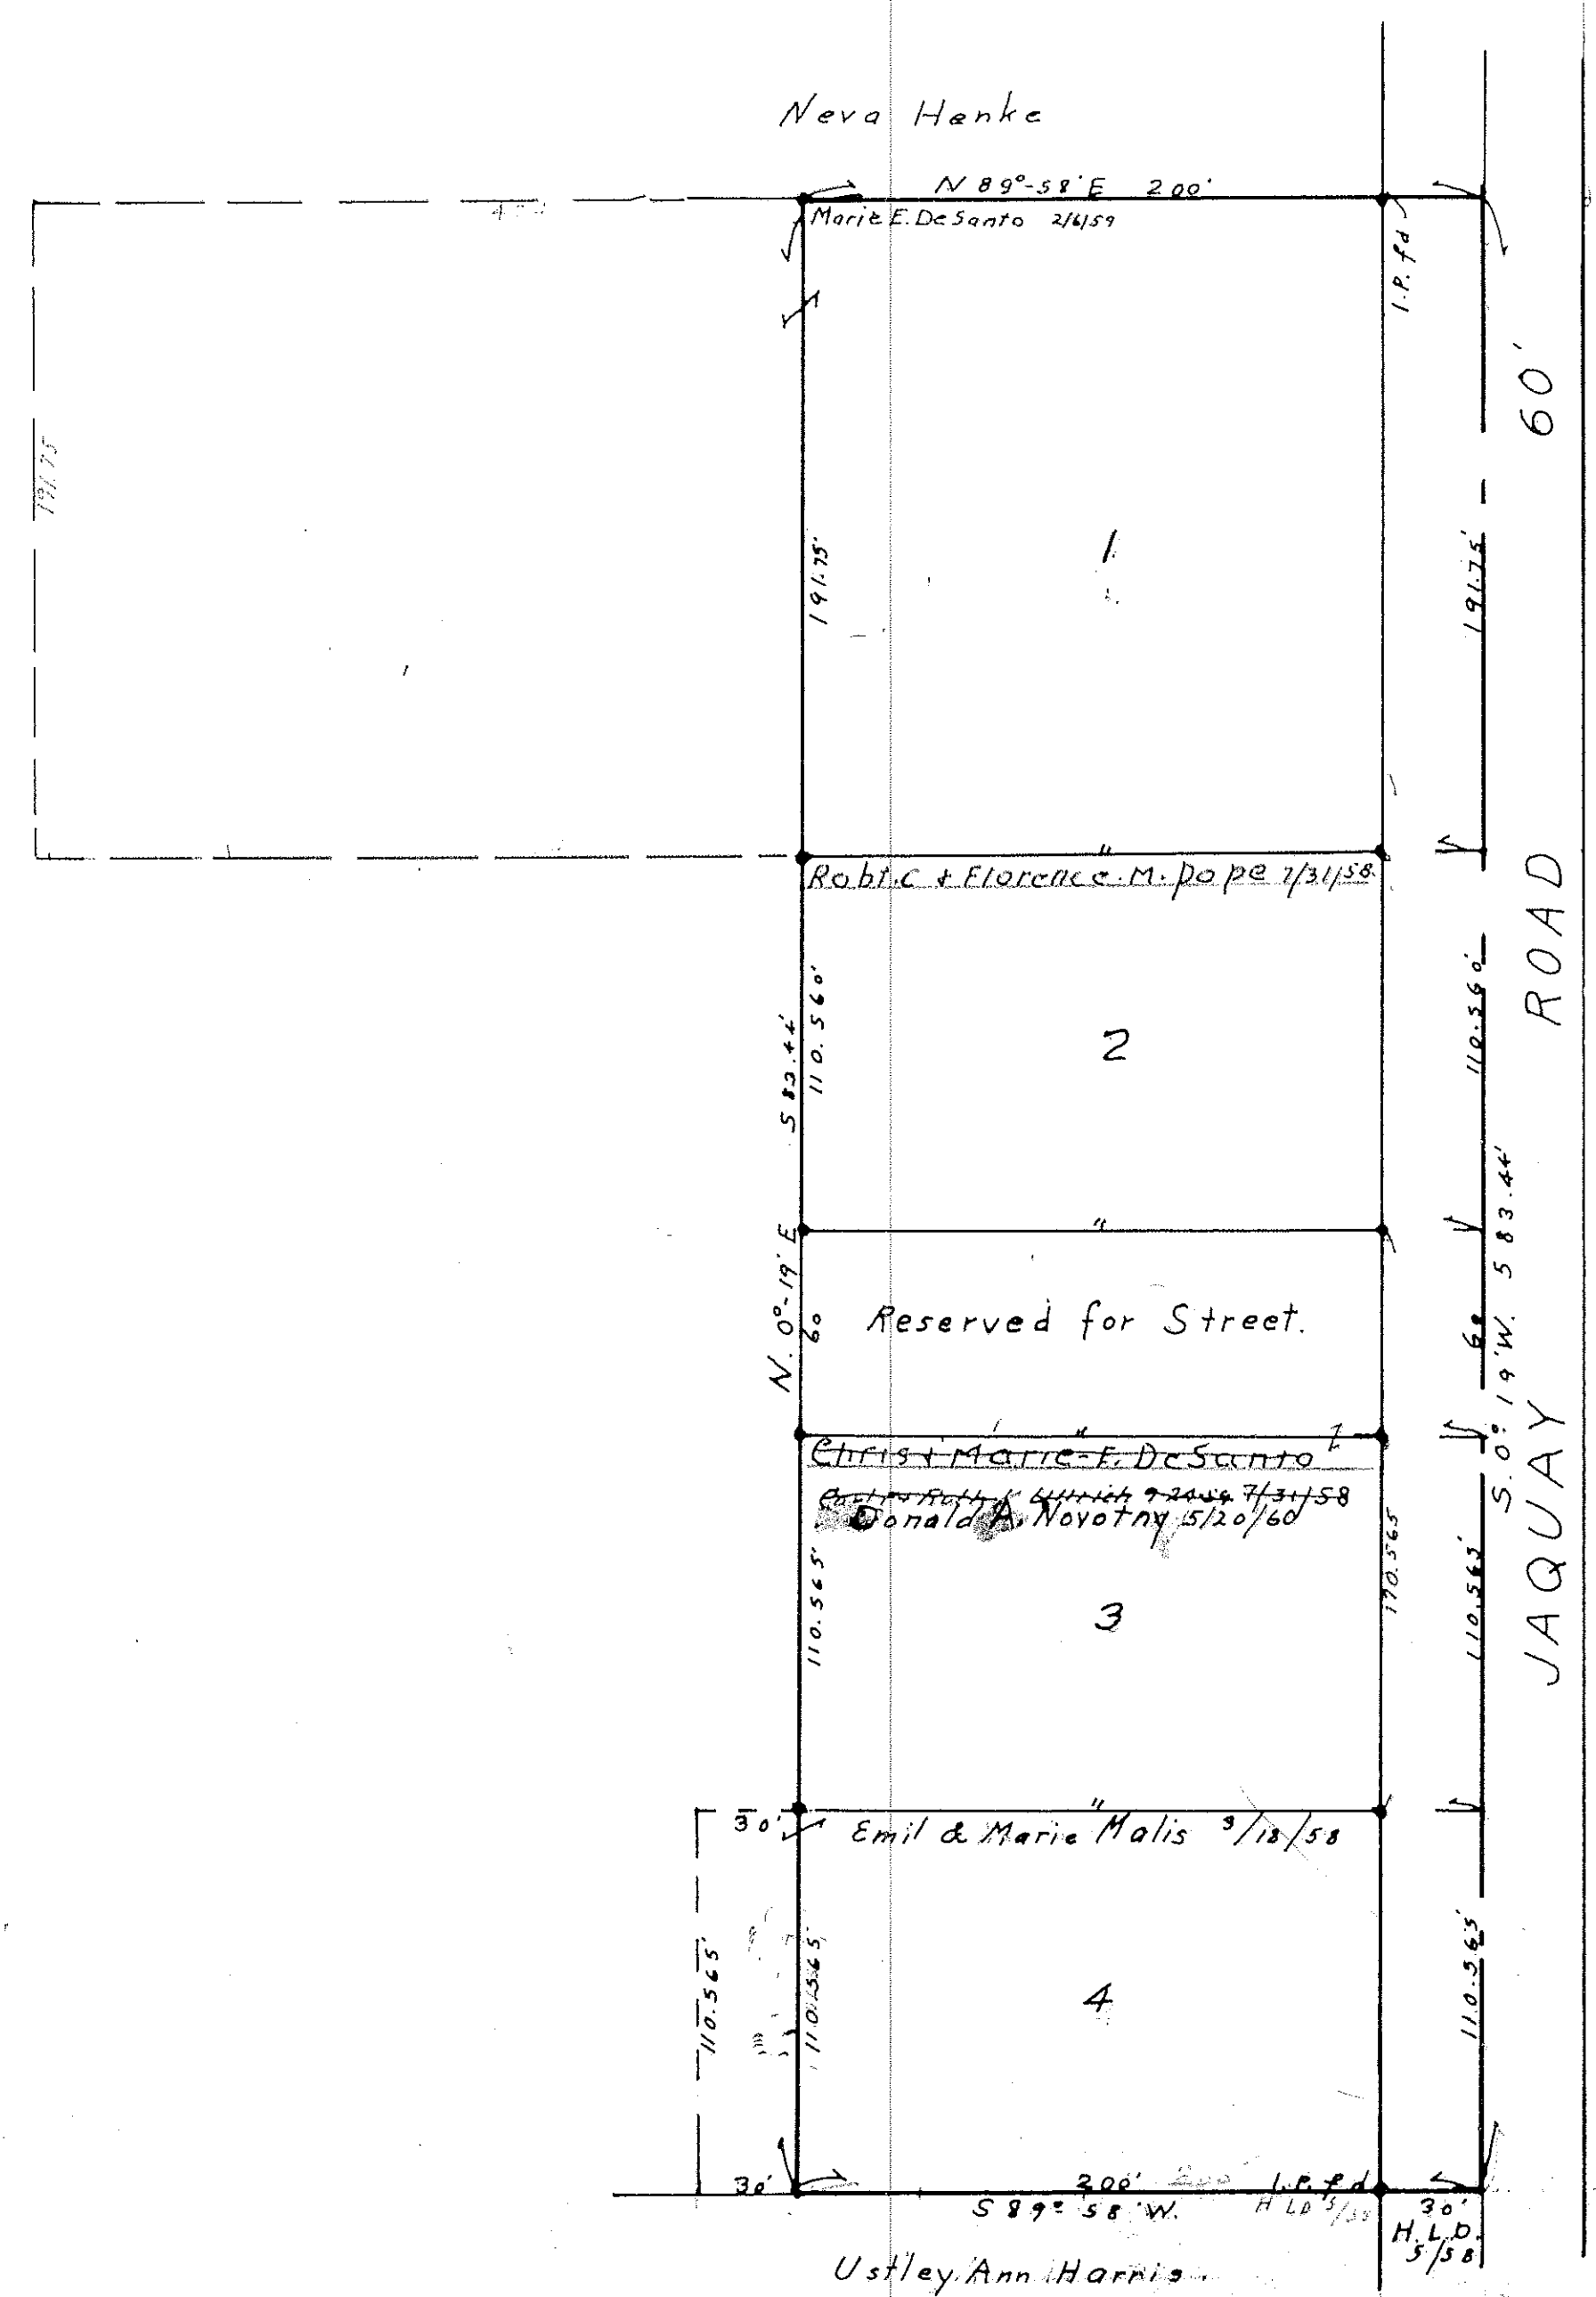 Neva Henke
N 89°-58' E 200'
Marie E. DeSanto 2/6/59
I.P. fd
60'
191.75
191.75'
1
191.75'
Robt. C + Florence. M. Pope 7/31/58
110.560'
583.44'
2
110.560'
ROAD
N. 0°-19' E
60
Reserved for Street.
60
S. 0° 19' W. 583.44'
JAQUAY
Chris + Marie E. DeSanto
7/31/58
Donald A. Novotny 5/20/60
110.565'
3
170.565
110.565'
30'
Emil & Marie Malis 3/18/58
110.565'
110.565'
4
110.565'
30'
200'
I.P. fd
S 89° 58' W.
30'
H.L.D.
5/58
Ustley Ann Harris.